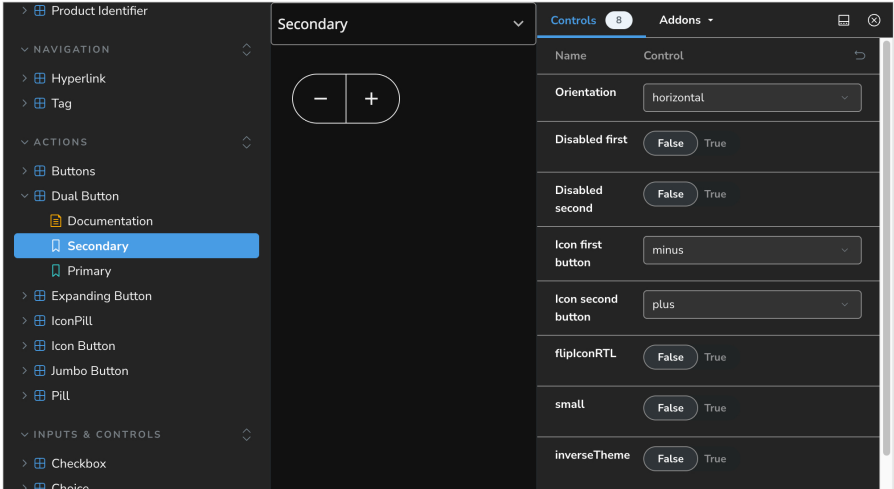 Product Identifier
NAVIGATION
Hyperlink
Tag
ACTIONS
Buttons
Dual Button
Documentation
Secondary
Primary
Expanding Button
IconPill
Icon Button
Jumbo Button
Pill
INPUTS & CONTROLS
Checkbox
Choice
Secondary
Controls 8 Addons
Name Control
Orientation horizontal
Disabled first False True
Disabled
second False True
Icon first
button minus
Icon second
button plus
flipIconRTL False True
small False True
inverseTheme False True